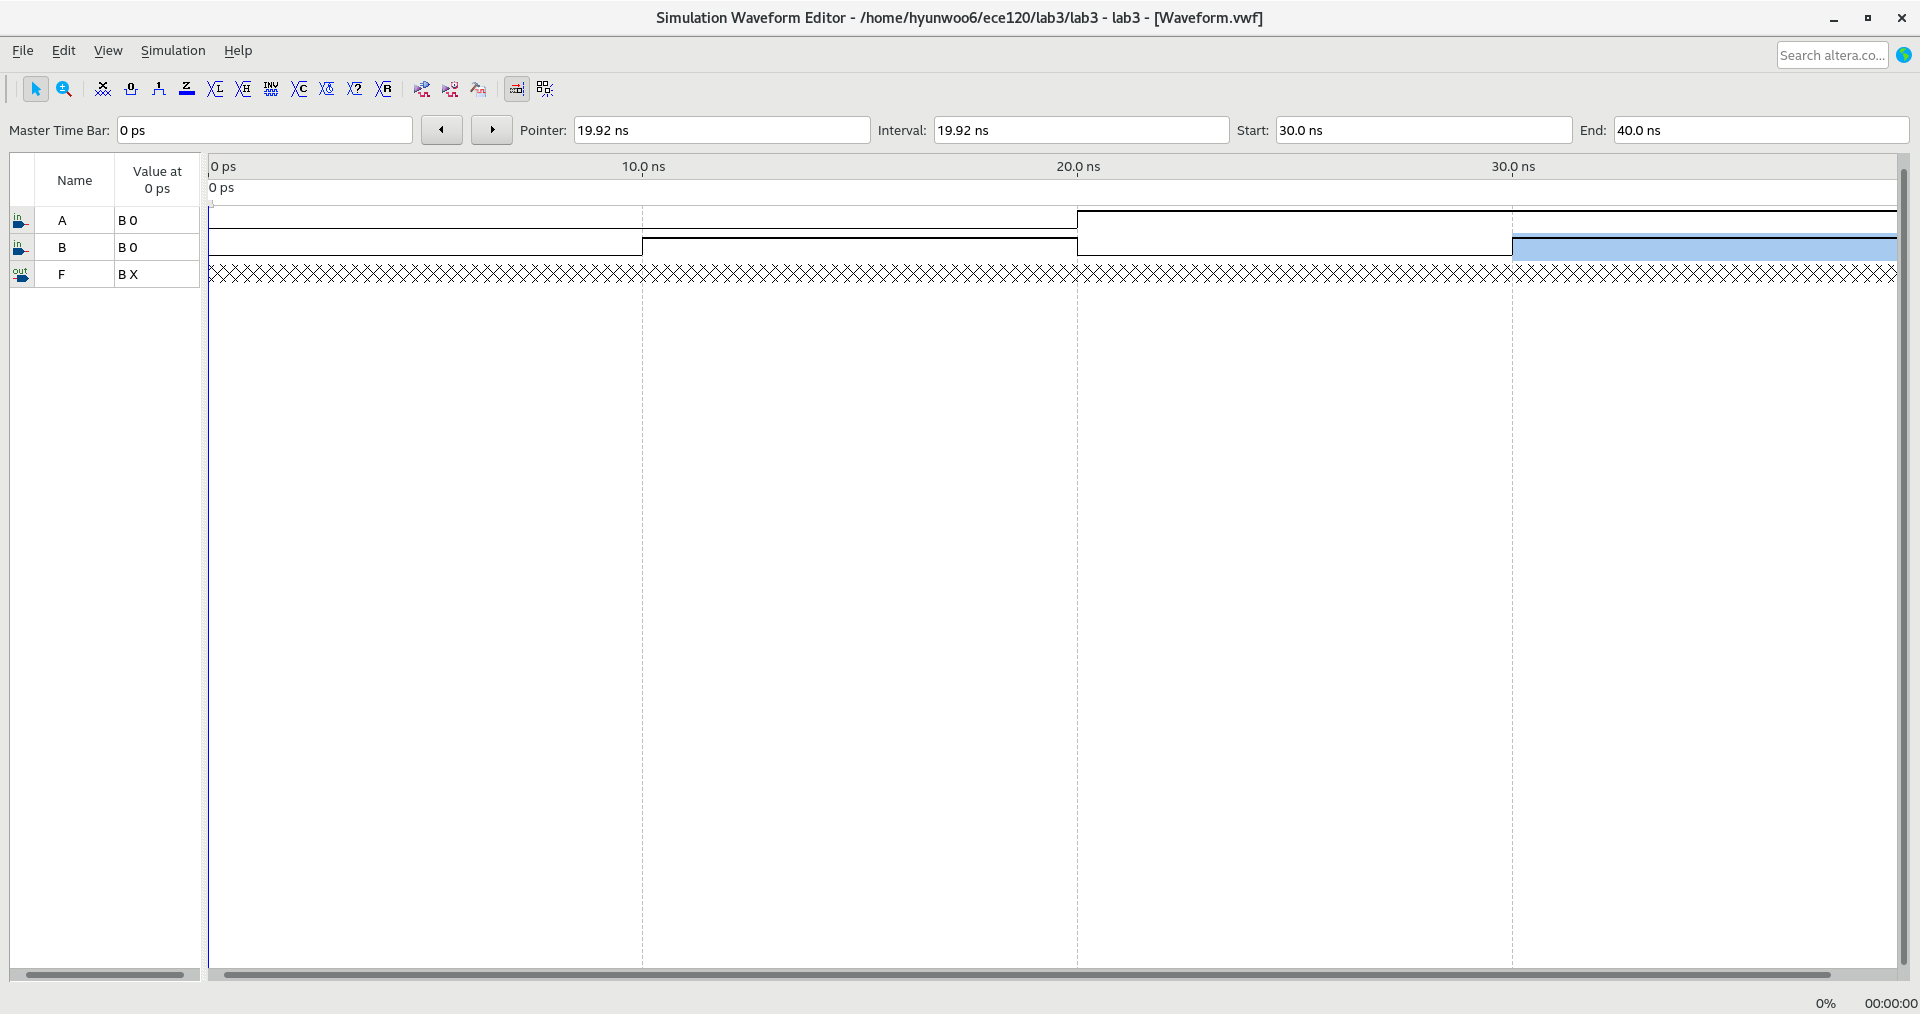 Simulation Waveform Editor - /home/hyunwoo6/ece120/lab3/lab3 - lab3 - [Waveform.vwf]
File Edit View Simulation Help
Search altera.co...
Master Time Bar: 0 ps Pointer: 19.92 ns Interval: 19.92 ns Start: 30.0 ns End: 40.0 ns
Name Value at 0 ps
0 ps 10.0 ns 20.0 ns 30.0 ns
0 ps
in A B 0
in B B 0
out F B X
0% 00:00:00